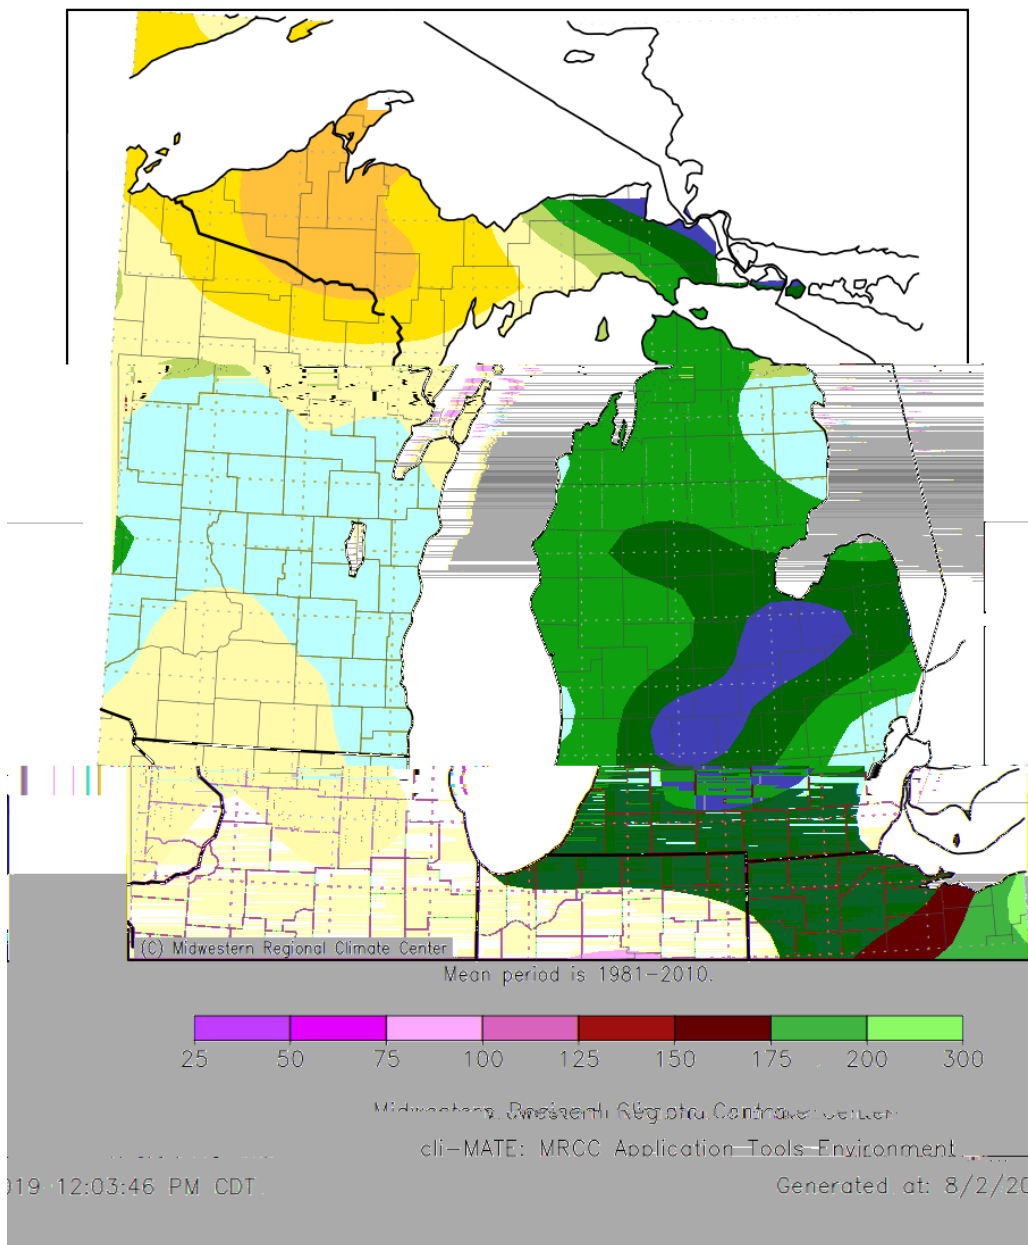 (C) Midwestern Regional Climate Center
Mean period is 1981-2010.
25 50 75 100 125 150 175 200 300
cli-MATE: MRCC Application Tools Environment
019 12:03:46 PM CDT Generated at: 8/2/20